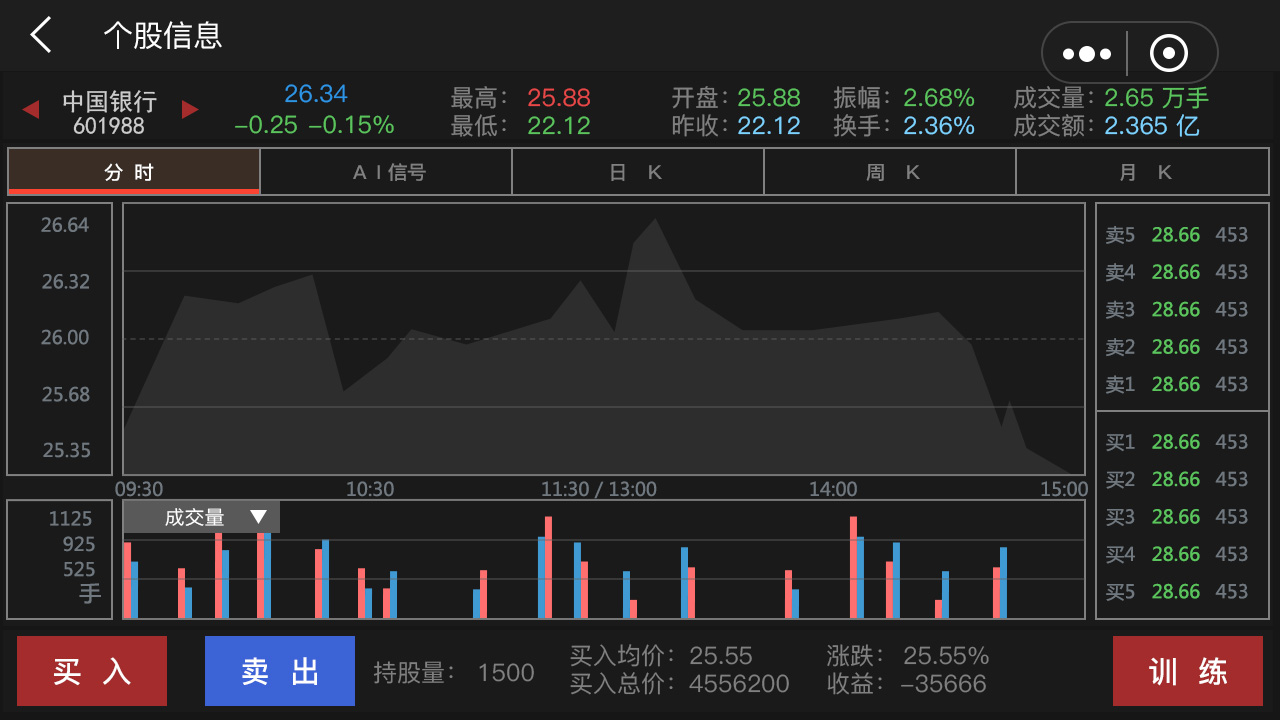 个股信息
中国银行
601988
26.34
-0.25 -0.15%
最高： 25.88
最低： 22.12
开盘：25.88
昨收：22.12
振幅：2.68%
换手：2.36%
成交量：2.65 万手
成交额：2.365 亿
分时
AI信号
日 K
周 K
月 K
26.64
26.32
26.00
25.68
25.35
09:30
10:30
11:30 / 13:00
14:00
15:00
卖5 28.66 453
卖4 28.66 453
卖3 28.66 453
卖2 28.66 453
卖1 28.66 453
买1 28.66 453
买2 28.66 453
买3 28.66 453
买4 28.66 453
买5 28.66 453
1125
925
525
手
成交量 ▼
买 入
卖 出
持股量： 1500
买入均价：25.55
买入总价：4556200
涨跌： 25.55%
收益：-35666
训 练